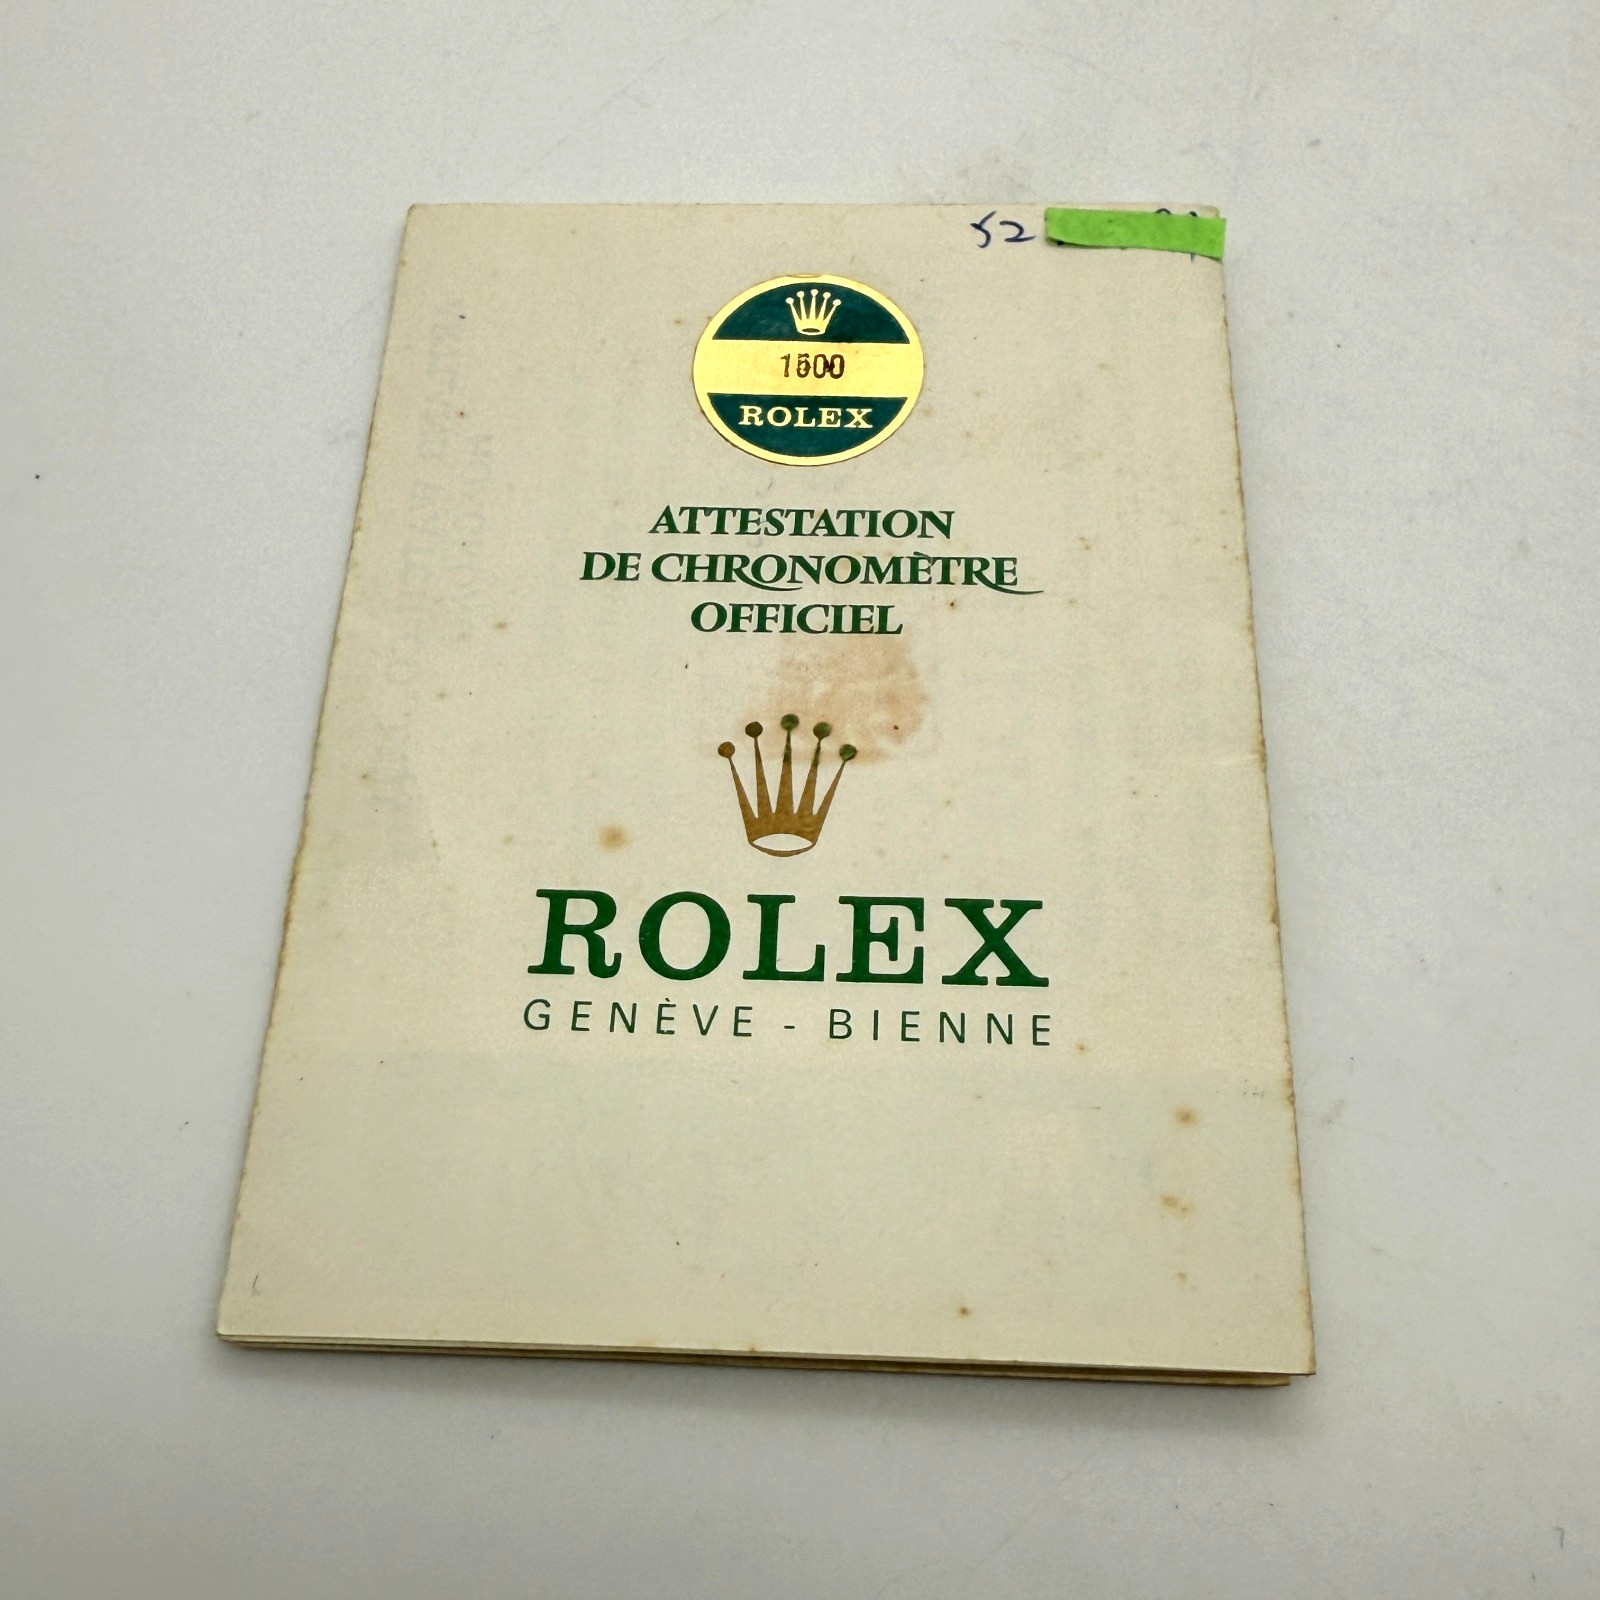 52
1500
ROLEX
ATTESTATION
DE CHRONOMÈTRE
OFFICIEL
ROLEX
GENÈVE - BIENNE